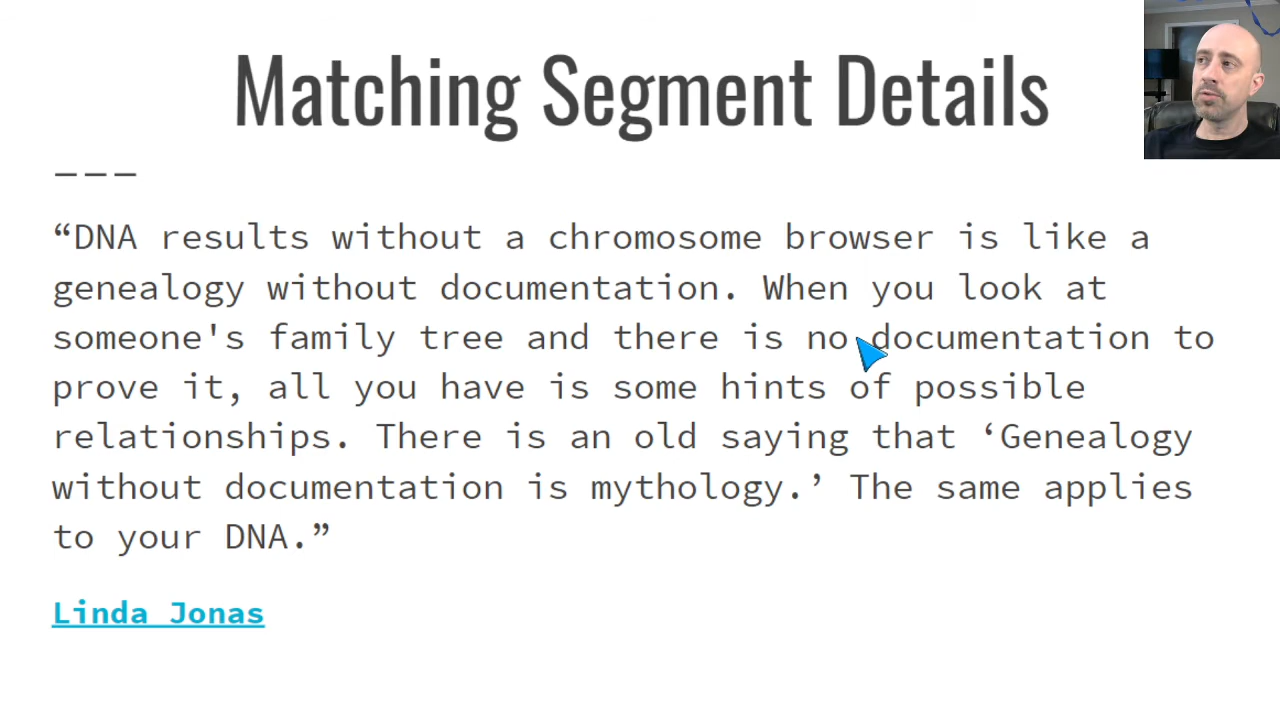 Matching Segment Details
“DNA results without a chromosome browser is like a
genealogy without documentation. When you look at
someone's family tree and there is no documentation to
prove it, all you have is some hints of possible
relationships. There is an old saying that ‘Genealogy
without documentation is mythology.’ The same applies
to your DNA.”
Linda Jonas